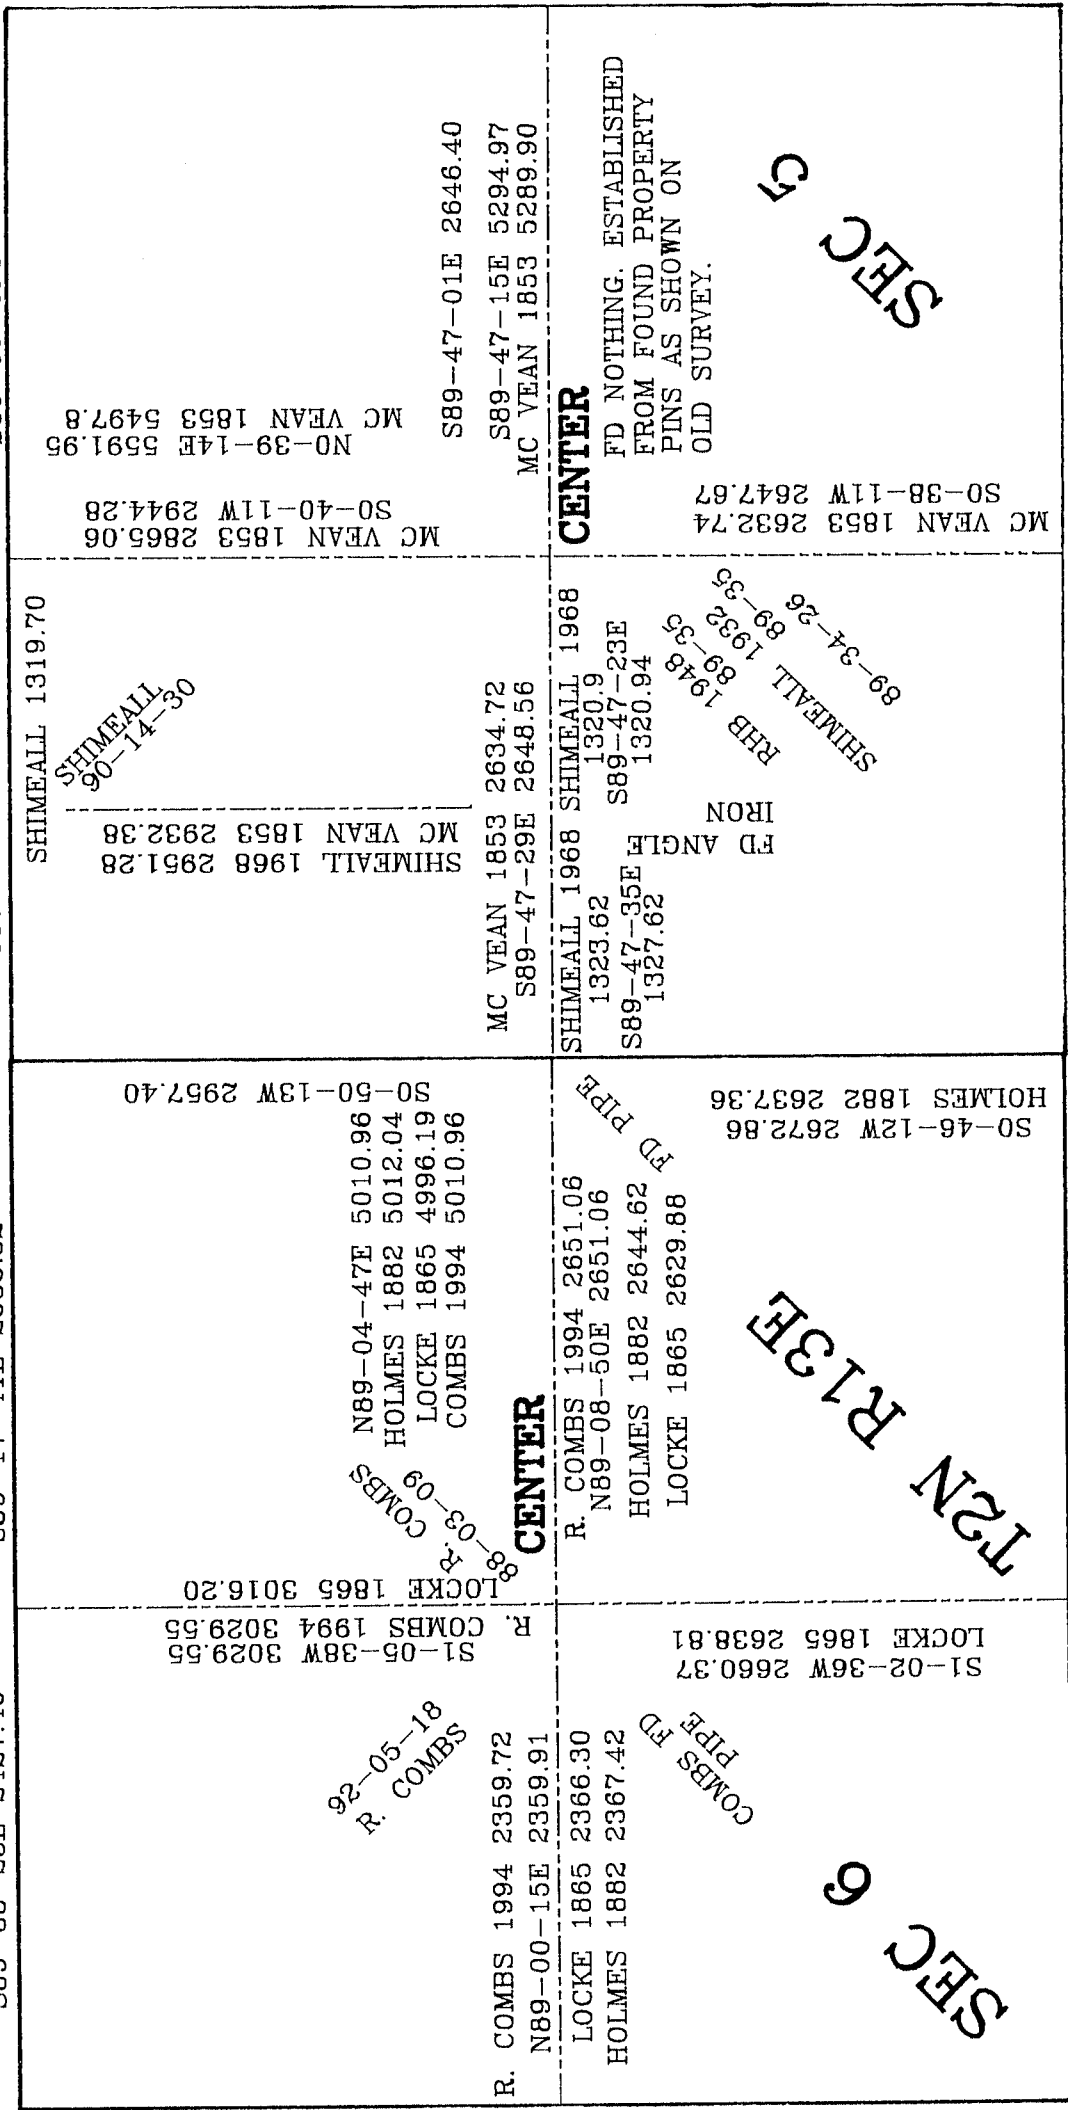 SHIMEALL 1319.70
SHIMEALL
90-14-30
SHIMEALL 1968 2951.28
MC VEAN 1853 2932.38
MC VEAN 1853 2634.72
S89-47-29E 2648.56
MC VEAN 1853 2865.06
S0-40-11W 2944.28
N0-39-14E 5591.95
MC VEAN 1853 5497.8
S89-47-01E 2646.40
S89-47-15E 5294.97
MC VEAN 1853 5289.90
CENTER
FD NOTHING. ESTABLISHED
FROM FOUND PROPERTY
PINS AS SHOWN ON
OLD SURVEY.
SEC 5
MC VEAN 1853 2632.74
S0-38-11W 2647.67
SHIMEALL 1968
1323.62
S89-47-35E
1327.62
SHIMEALL 1968
1320.9
S89-47-23E
1320.94
FD ANGLE
IRON
RHB 1948
89-35
SHIMEALL 1932
89-35
89-34-26
S0-50-13W 2957.40
N89-04-47E 5010.96
HOLMES 1882 5012.04
LOCKE 1865 4996.19
COMBS 1994 5010.96
R. COMBS
88-03-09
CENTER
LOCKE 1865 3016.20
R. COMBS 1994 3029.55
S1-05-38W 3029.55
92-05-18
R. COMBS
R. COMBS 1994 2359.72
N89-00-15E 2359.91
LOCKE 1865 2366.30
HOLMES 1882 2367.42
COMBS FD
PIPE
SEC 6
S1-02-36W 2660.37
LOCKE 1865 2638.81
R. COMBS 1994 2651.06
N89-08-50E 2651.06
HOLMES 1882 2644.62
LOCKE 1865 2629.88
FD PIPE
S0-46-12W 2672.86
HOLMES 1882 2637.36
T2N R13E